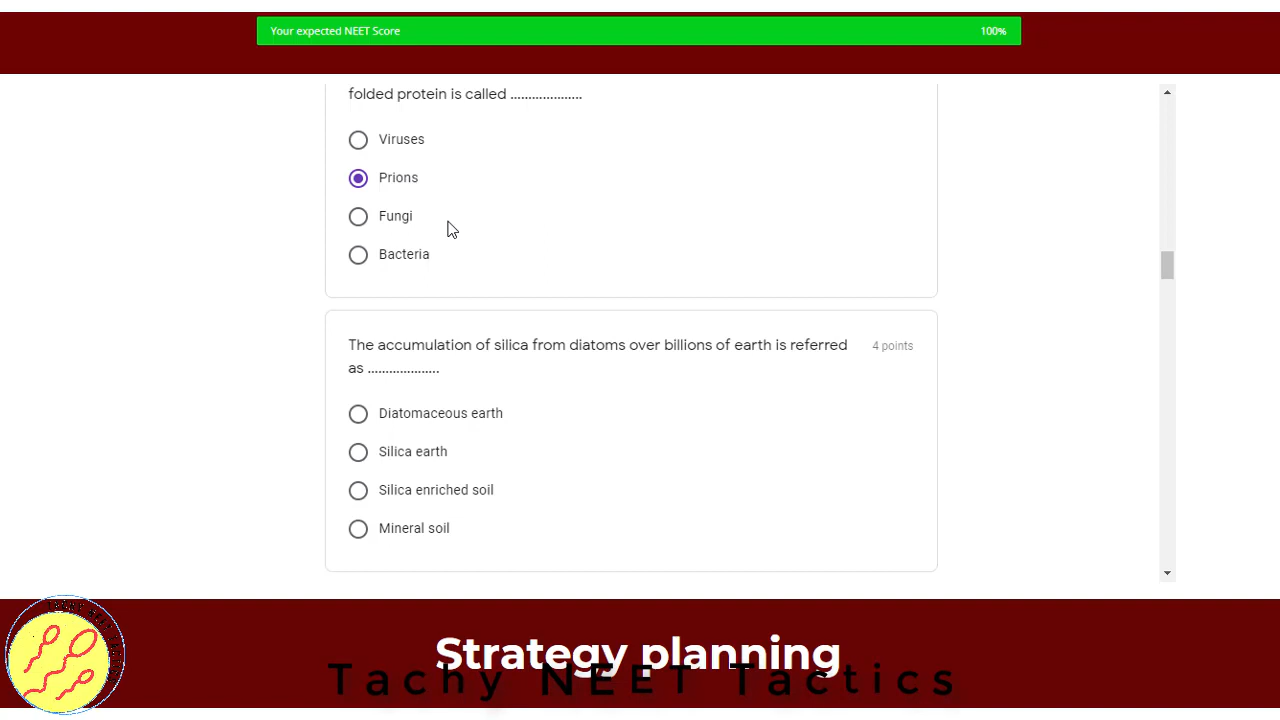 Your expected NEET Score 100%
folded protein is called ....................
Viruses
Prions
Fungi
Bacteria
The accumulation of silica from diatoms over billions of earth is referred 4 points
as ....................
Diatomaceous earth
Silica earth
Silica enriched soil
Mineral soil
Strategy planning
Tachy NEET Tactics